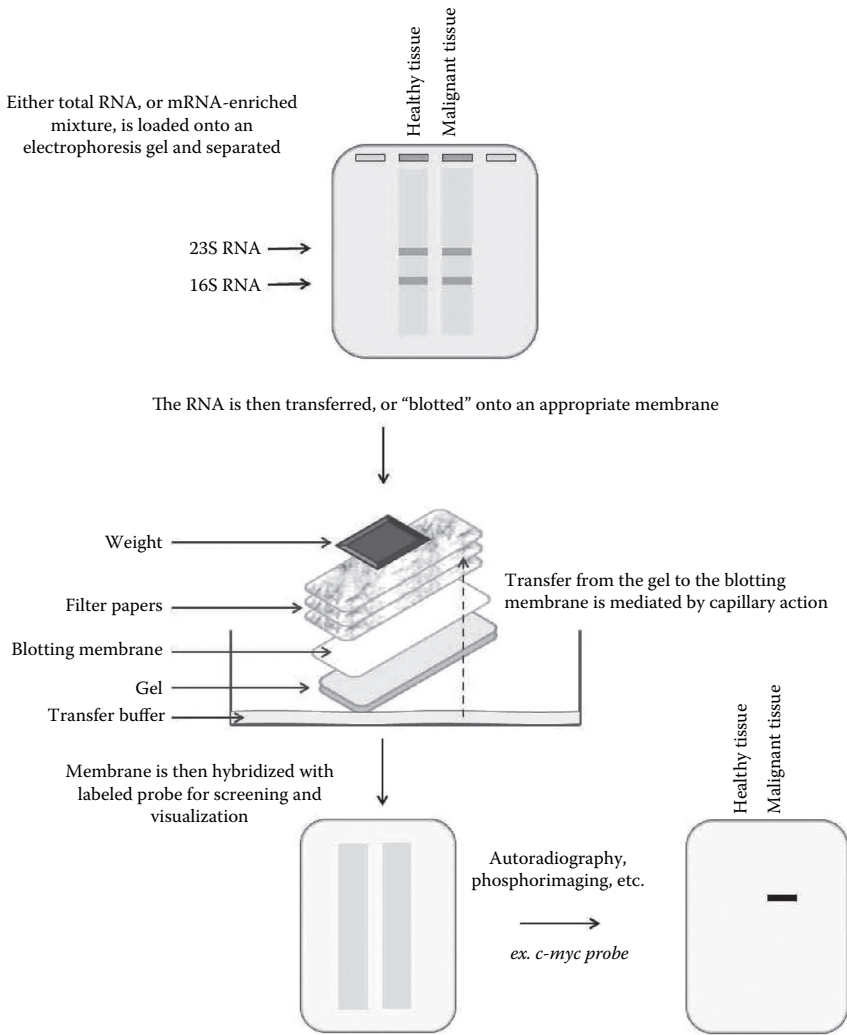 Healthy tissue
Malignant tissue
Either total RNA, or mRNA-enriched
mixture, is loaded onto an
electrophoresis gel and separated
23S RNA
16S RNA
The RNA is then transferred, or “blotted” onto an appropriate membrane
Weight
Filter papers
Blotting membrane
Gel
Transfer buffer
Transfer from the gel to the blotting
membrane is mediated by capillary action
Membrane is then hybridized with
labeled probe for screening and
visualization
Autoradiography,
phosphorimaging, etc.
ex. c-myc probe
Healthy tissue
Malignant tissue